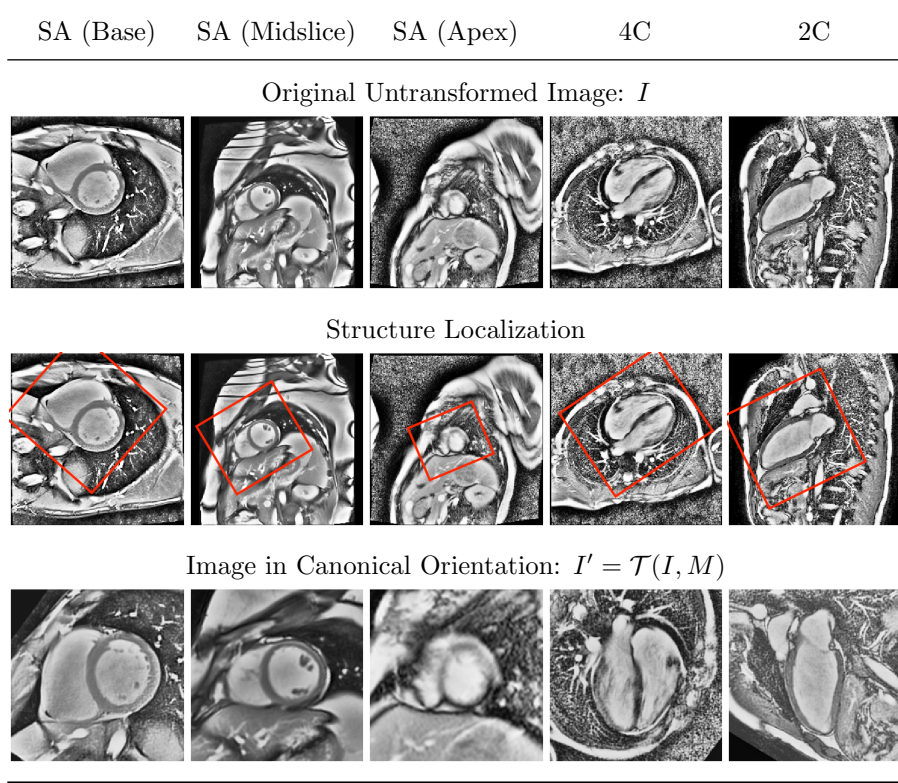 SA (Base) SA (Midslice) SA (Apex) 4C 2C
Original Untransformed Image: I
Structure Localization
Image in Canonical Orientation: I′ = 𝒯(I, M)